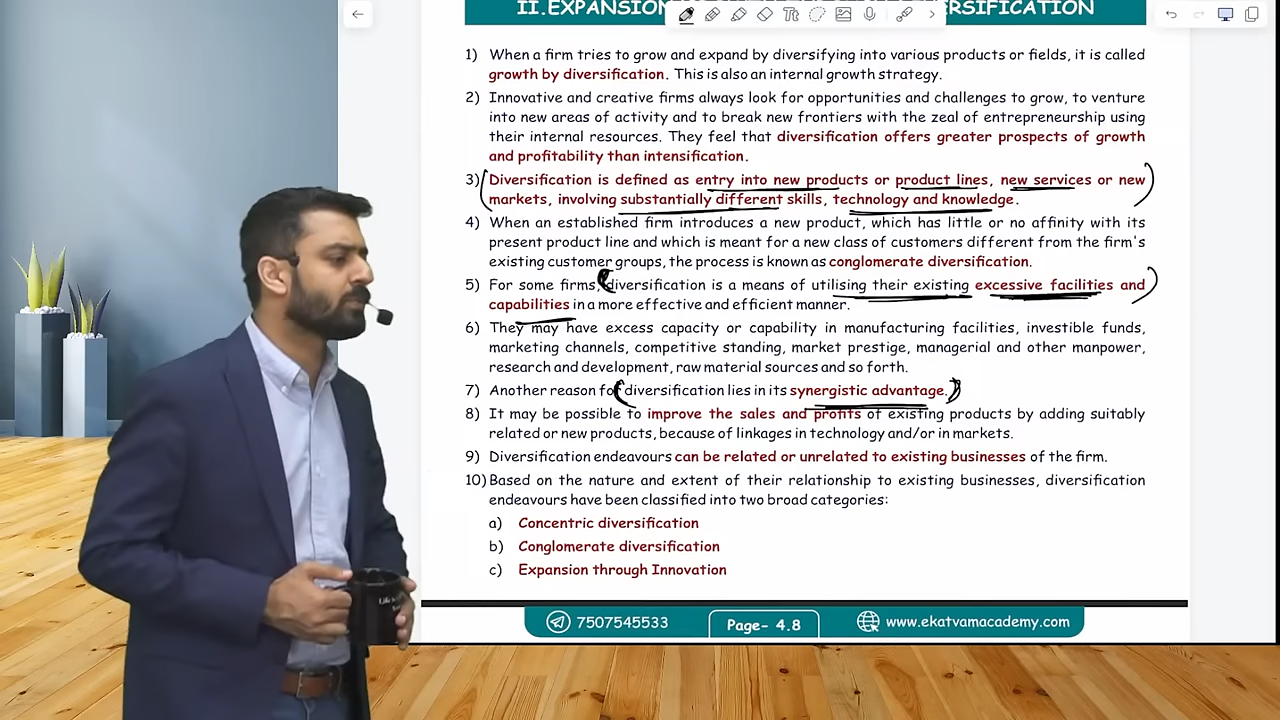 II.EXPANSION RSIFICATION
1) When a firm tries to grow and expand by diversifying into various products or fields, it is called
growth by diversification. This is also an internal growth strategy.
2) Innovative and creative firms always look for opportunities and challenges to grow, to venture
into new areas of activity and to break new frontiers with the zeal of entrepreneurship using
their internal resources. They feel that diversification offers greater prospects of growth
and profitability than intensification.
3) Diversification is defined as entry into new products or product lines, new services or new
markets, involving substantially different skills, technology and knowledge.
4) When an established firm introduces a new product, which has little or no affinity with its
present product line and which is meant for a new class of customers different from the firm's
existing customer groups, the process is known as conglomerate diversification.
5) For some firms, diversification is a means of utilising their existing excessive facilities and
capabilities in a more effective and efficient manner.
6) They may have excess capacity or capability in manufacturing facilities, investible funds,
marketing channels, competitive standing, market prestige, managerial and other manpower,
research and development, raw material sources and so forth.
7) Another reason for diversification lies in its synergistic advantage.
8) It may be possible to improve the sales and profits of existing products by adding suitably
related or new products, because of linkages in technology and/or in markets.
9) Diversification endeavours can be related or unrelated to existing businesses of the firm.
10) Based on the nature and extent of their relationship to existing businesses, diversification
endeavours have been classified into two broad categories:
a) Concentric diversification
b) Conglomerate diversification
c) Expansion through Innovation
7507545533
Page- 4.8
www.ekatvamacademy.com